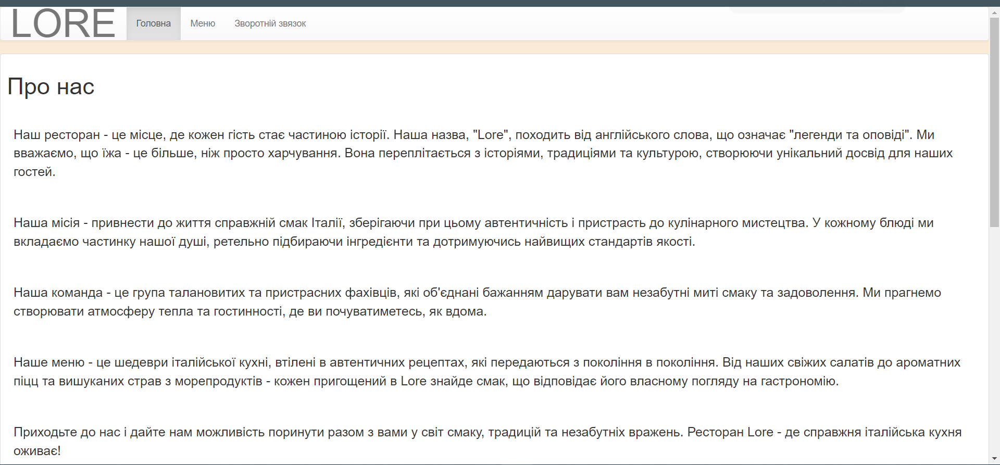 LORE Головна Меню Зворотній звязок
Про нас
Наш ресторан - це місце, де кожен гість стає частиною історії. Наша назва, "Lore", походить від англійського слова, що означає "легенди та оповіді". Ми
вважаємо, що їжа - це більше, ніж просто харчування. Вона переплітається з історіями, традиціями та культурою, створюючи унікальний досвід для наших
гостей.
Наша місія - привнести до життя справжній смак Італії, зберігаючи при цьому автентичність і пристрасть до кулінарного мистецтва. У кожному блюді ми
вкладаємо частинку нашої душі, ретельно підбираючи інгредієнти та дотримуючись найвищих стандартів якості.
Наша команда - це група талановитих та пристрасних фахівців, які об'єднані бажанням дарувати вам незабутні миті смаку та задоволення. Ми прагнемо
створювати атмосферу тепла та гостинності, де ви почуватиметесь, як вдома.
Наше меню - це шедеври італійської кухні, втілені в автентичних рецептах, які передаються з покоління в покоління. Від наших свіжих салатів до ароматних
піцц та вишуканих страв з морепродуктів - кожен пригощений в Lore знайде смак, що відповідає його власному погляду на гастрономію.
Приходьте до нас і дайте нам можливість поринути разом з вами у світ смаку, традицій та незабутніх вражень. Ресторан Lore - де справжня італійська кухня
оживає!